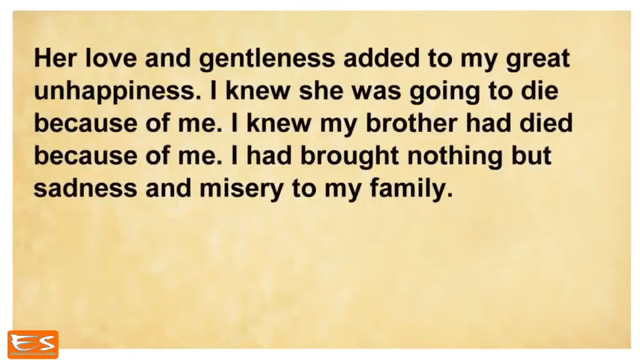 Her love and gentleness added to my great
unhappiness. I knew she was going to die
because of me. I knew my brother had died
because of me. I had brought nothing but
sadness and misery to my family.
ES